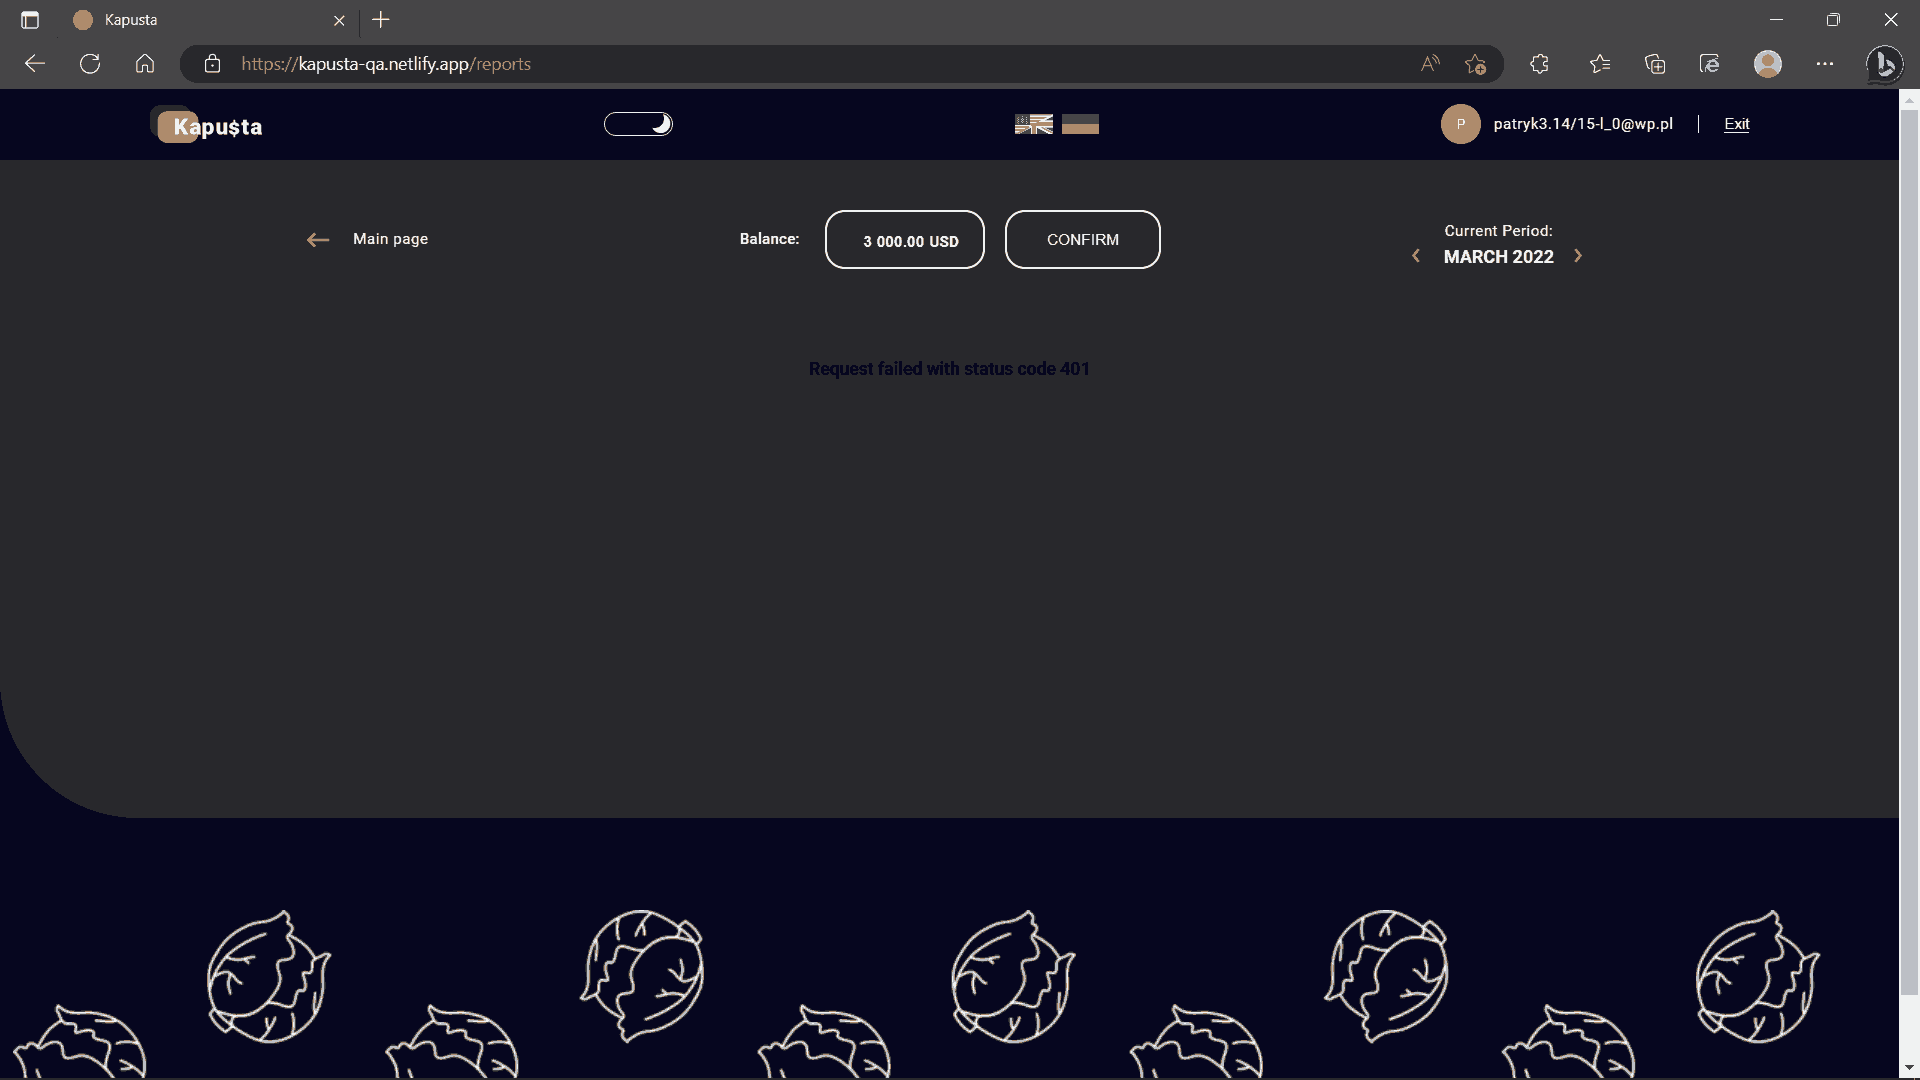 Kapusta
https://kapusta-qa.netlify.app/reports
Kapu$ta
P
patryk3.14/15-l_0@wp.pl
Exit
Main page
Balance:
3 000.00 USD
CONFIRM
Current Period:
MARCH 2022
Request failed with status code 401